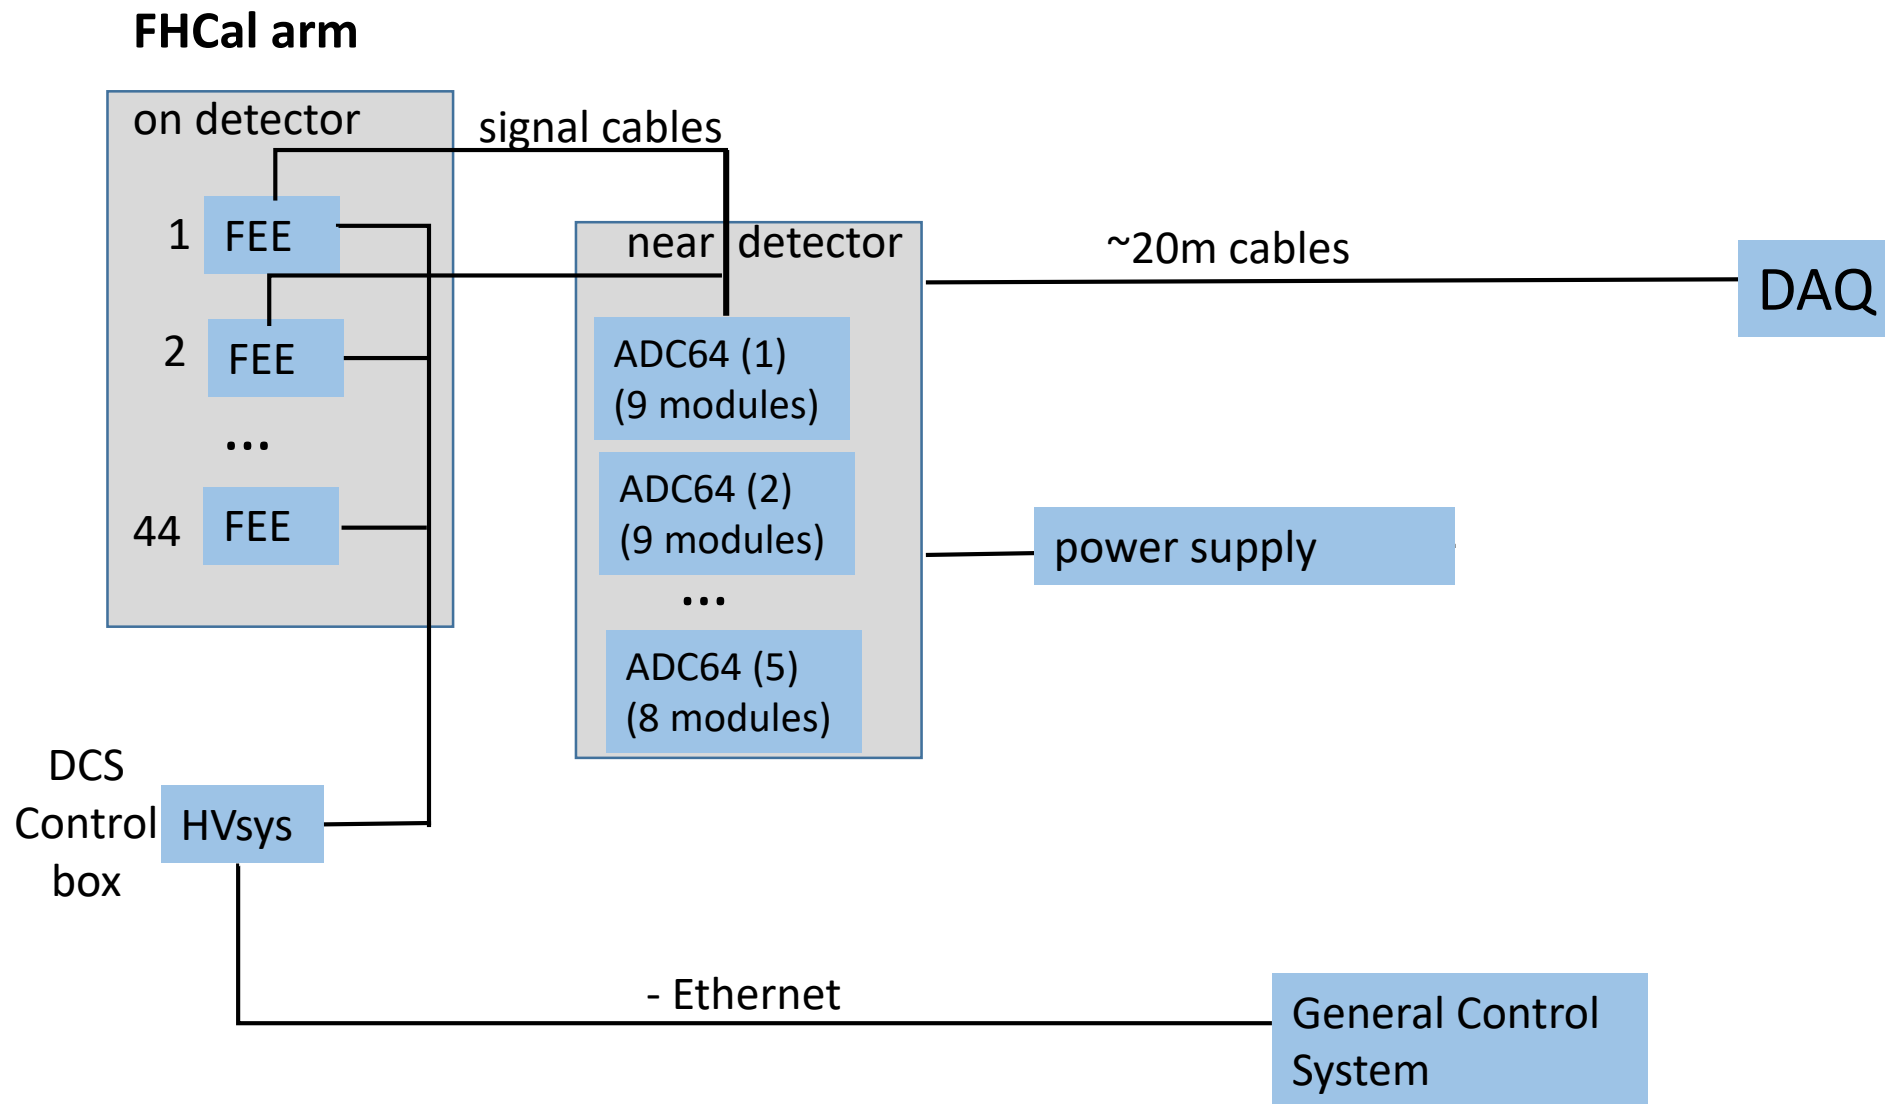 FHCal arm
on detector
signal cables
1 FEE
2 FEE
...
44 FEE
near detector
ADC64 (1)
(9 modules)
ADC64 (2)
(9 modules)
...
ADC64 (5)
(8 modules)
~20m cables
DAQ
power supply
DCS
Control
box
HVsys
- Ethernet
General Control
System